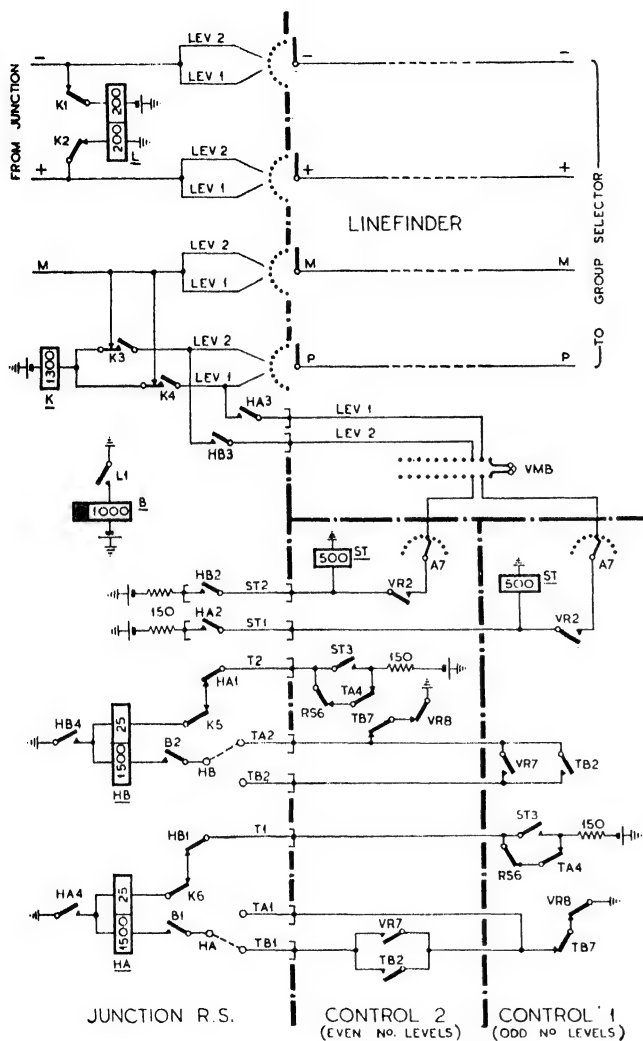 LEV 2
LEV 1
−
−
K1
200
200
K2
L
FROM JUNCTION
+
LEV 2
LEV 1
+
+
LINEFINDER
TO GROUP SELECTOR
M
LEV 2
LEV 1
M
M
K3
LEV 2
P
P
1300
K
K4
LEV 1
HA3
LEV 1
HB3
LEV 2
VMB
L1
1000
B
A7
A7
500
ST
500
ST
HB2
ST2
VR2
150
HA2
ST1
VR2
HA1
T2
ST3
150
TA4
RS6
K5
TB7
VR8
HB4
25
1500
HB
B2
HB
TA2
TB2
VR7
TB2
HB1
T1
ST3
150
RS6
TA4
HA4
25
1500
HA
K6
B1
HA
TA1
TB1
VR7
TB2
VR8
TB7
JUNCTION R.S.
CONTROL 2
(EVEN NO. LEVELS)
CONTROL 1
(ODD NO LEVELS)